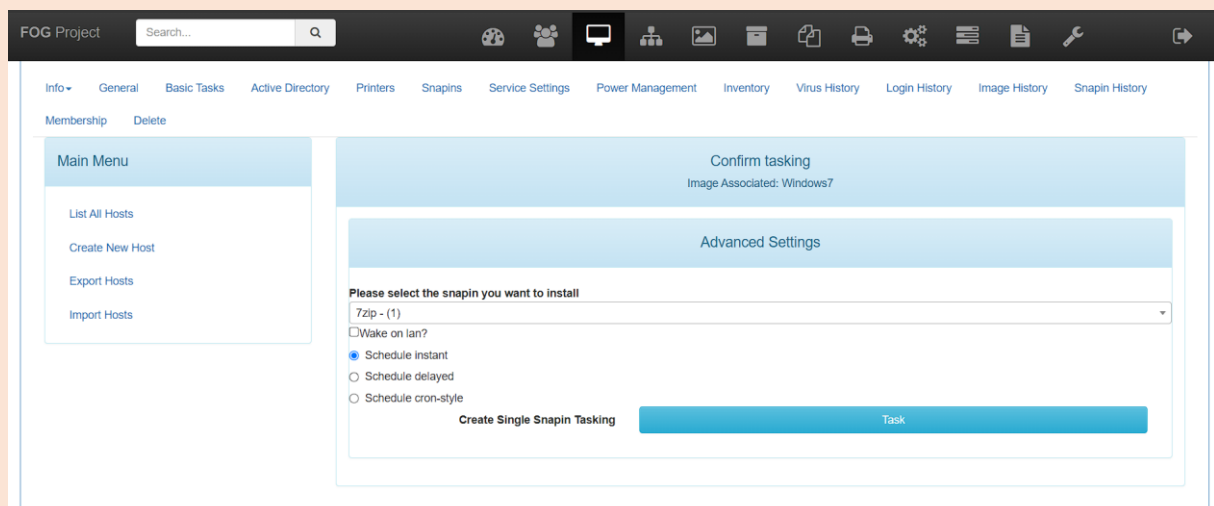 FOG Project Search...
Info General Basic Tasks Active Directory Printers Snapins Service Settings Power Management Inventory Virus History Login History Image History Snapin History
Membership Delete
Main Menu
List All Hosts
Create New Host
Export Hosts
Import Hosts
Confirm tasking
Image Associated: Windows7
Advanced Settings
Please select the snapin you want to install
7zip - (1)
Wake on lan?
Schedule instant
Schedule delayed
Schedule cron-style
Create Single Snapin Tasking Task